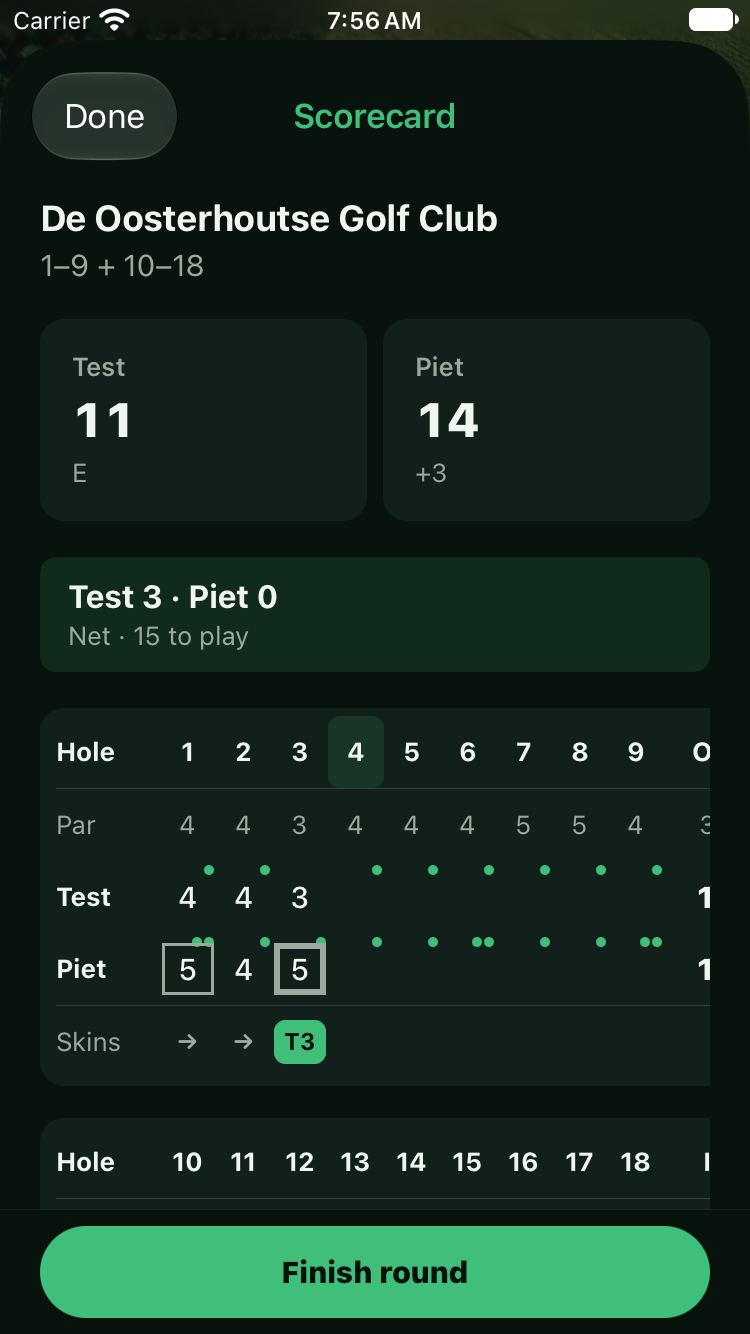 Carrier 7:56 AM
Done Scorecard
De Oosterhoutse Golf Club
1–9 + 10–18
Test
11
E
Piet
14
+3
Test 3 · Piet 0
Net · 15 to play
Hole 1 2 3 4 5 6 7 8 9
Par 4 4 3 4 4 4 5 5 4
Test 4 4 3
Piet 5 4 5
Skins → → T3
Hole 10 11 12 13 14 15 16 17 18
Finish round